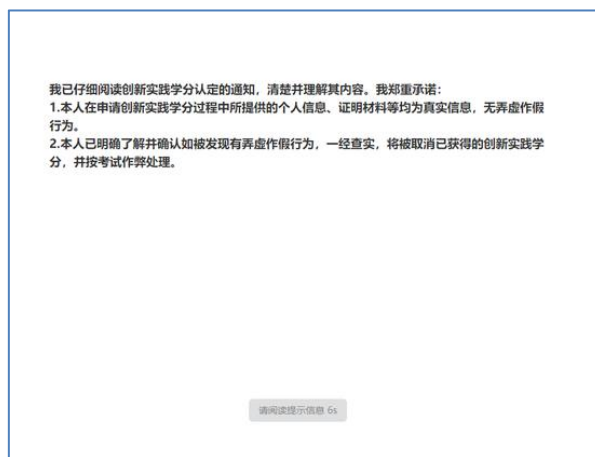 我已仔细阅读创新实践学分认定的通知，清楚并理解其内容。我郑重承诺：
1.本人在申请创新实践学分过程中所提供的个人信息、证明材料等均为真实信息，无弄虚作假
行为。
2.本人已明确了解并确认如被发现有弄虚作假行为，一经查实，将被取消已获得的创新实践学
分，并按考试作弊处理。
请阅读提示信息 6s